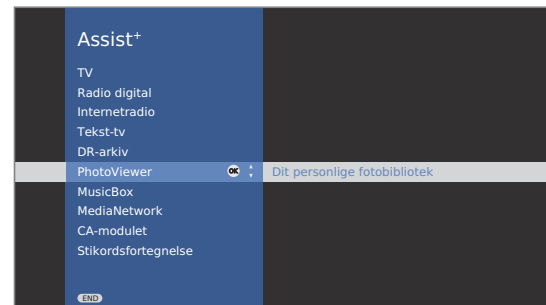 Assist+
TV
Radio digital
Internetradio
Tekst-tv
DR-arkiv
PhotoViewer OK Dit personlige fotobibliotek
MusicBox
MediaNetwork
CA-modulet
Stikordsfortegnelse
END